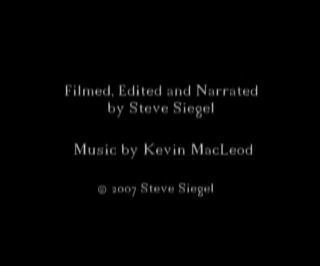 Filmed, Edited and Narrated
by Steve Siegel
Music by Kevin MacLeod
© 2007 Steve Siegel